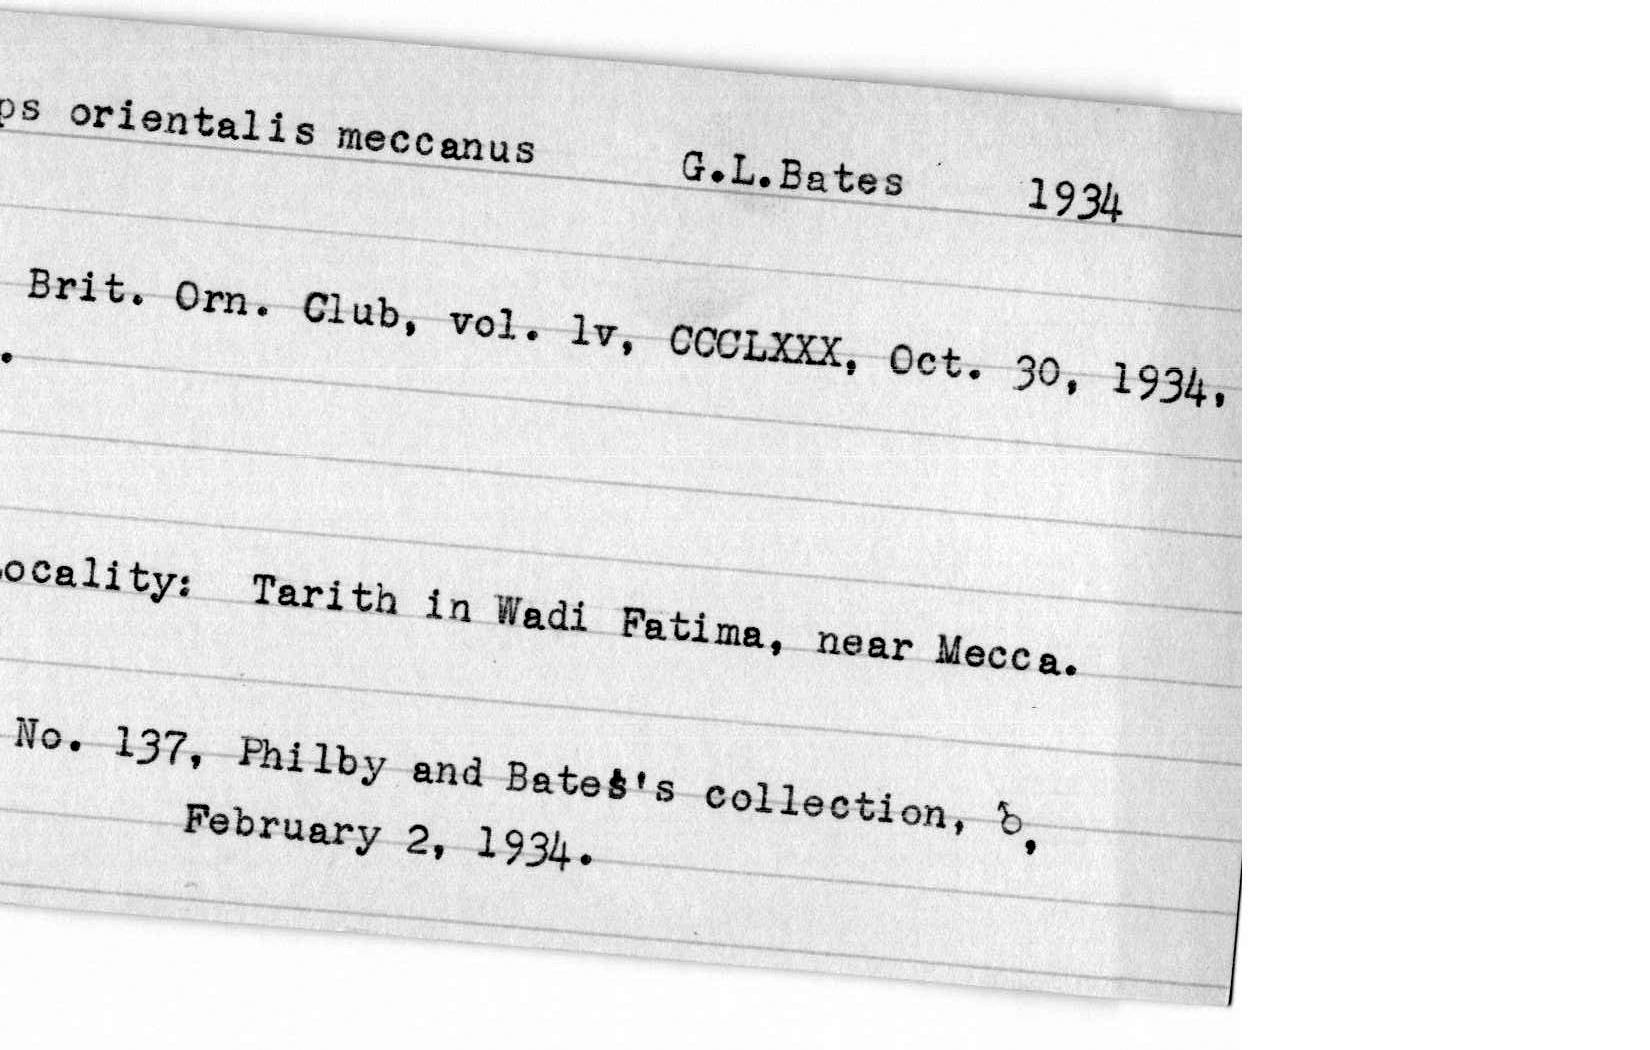 ps orientalis meccanus G.L.Bates 1934
Brit. Orn. Club, vol. lv, CCCLXXX, Oct. 30, 1934,
.
ocality: Tarith in Wadi Fatima, near Mecca.
No. 137, Philby and Bates's collection, ♂,
February 2, 1934.